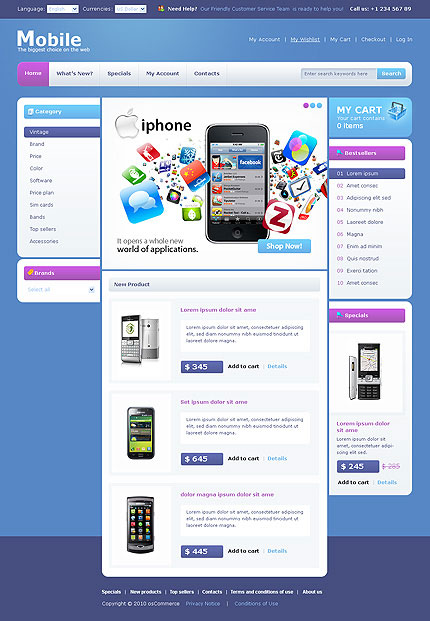 Language: English Currencies: US Dollar Need Help? Our Friendly Customer Service Team is ready to help you! Call us: +1 234 567 89
Mobile
The biggest choice on the web
My Account | My Wishlist | My Cart | Checkout | Log In
Home What's New? Specials My Account Contacts
Enter search keywords here Search
Category
Vintage
Brand
Price
Color
Software
Price plan
Sim cards
Bands
Top sellers
Accessories
Brands
Select all
iphone
facebook
It opens a whole new
world of applications.
Shop Now!
MY CART
Your cart contains
0 items
Bestsellers
01 Lorem ipsum
02 Amet consec
03 Adipiscing elit sed
04 Nonummy nibh
05 Laoreet dolore
06 Magna
07 Enim ad minim
08 Quis nostrud
09 Exerci tation
10 Amet consec
New Product
Lorem ipsum dolor sit ame
Lorem ipsum dolor sit amet, consectetuer adipiscing
elit, sed diam nonummy nibh euismod tincidunt ut
laoreet dolore magna.
$ 345 Add to cart | Details
Set ipsum dolor sit ame
Lorem ipsum dolor sit amet, consectetuer adipiscing
elit, sed diam nonummy nibh euismod tincidunt ut
laoreet dolore magna.
$ 645 Add to cart | Details
dolor magna ipsum dolor sit ame
Lorem ipsum dolor sit amet, consectetuer adipiscing
elit, sed diam nonummy nibh euismod tincidunt ut
laoreet dolore magna.
$ 445 Add to cart | Details
Specials
Lorem ipsum dolor
sit ame
Lorem ipsum dolor sit
amet, consectetuer adipi-
scing elit, sed.
$ 245 $ 285
Add to cart | Details
Specials | New products | Top sellers | Contacts | Terms and conditions of use | About us
Copyright © 2010 osCommerce Privacy Notice | Conditions of Use